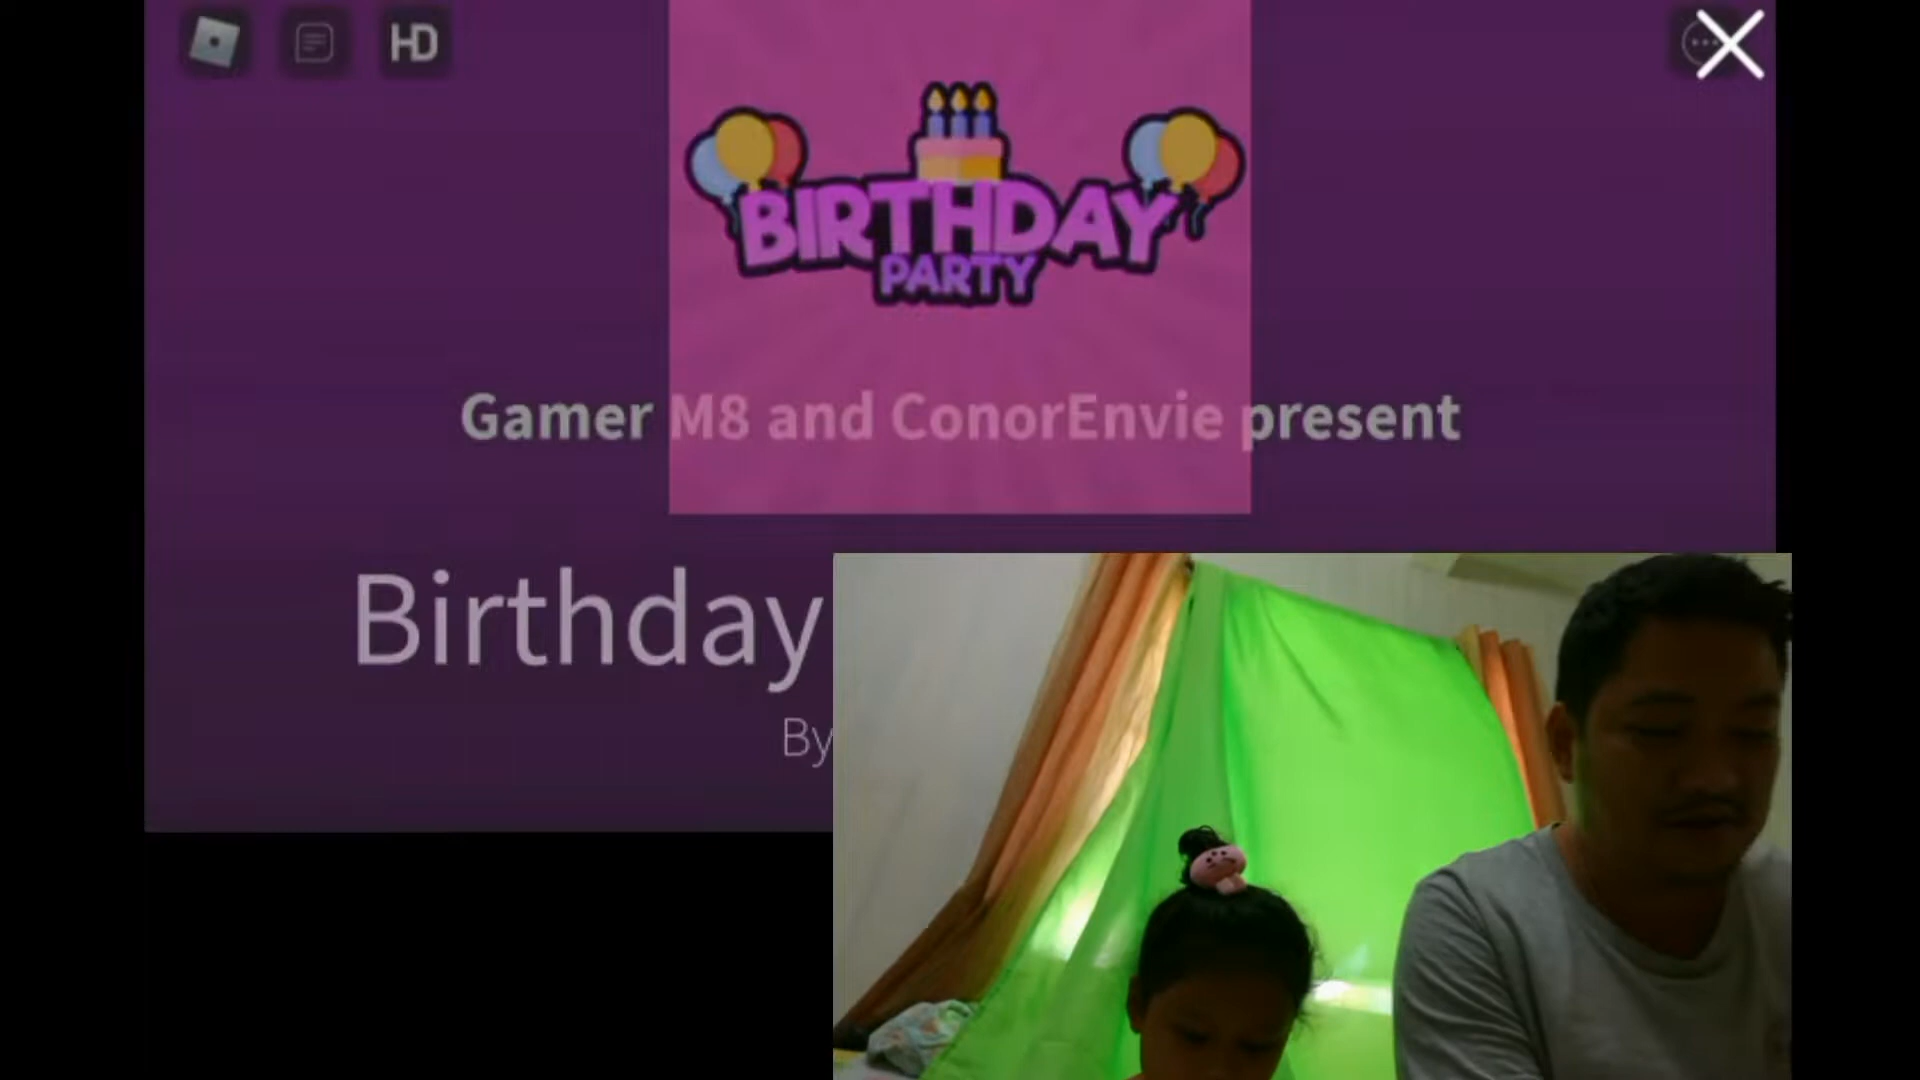 HD
BIRTHDAY
PARTY
Gamer M8 and ConorEnvie present
Birthday
By